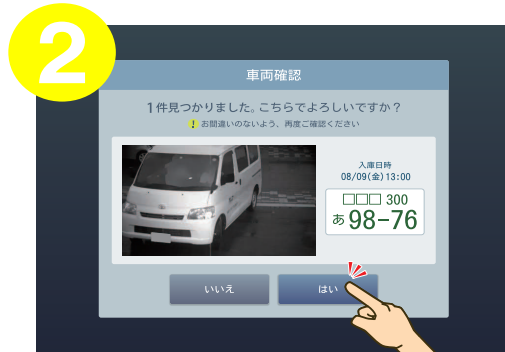 2
車両確認
1件見つかりました。こちらでよろしいですか？
! お間違いのないよう、再度ご確認ください
入庫日時
08/09(金)13:00
□□□ 300
あ 98-76
いいえ
はい